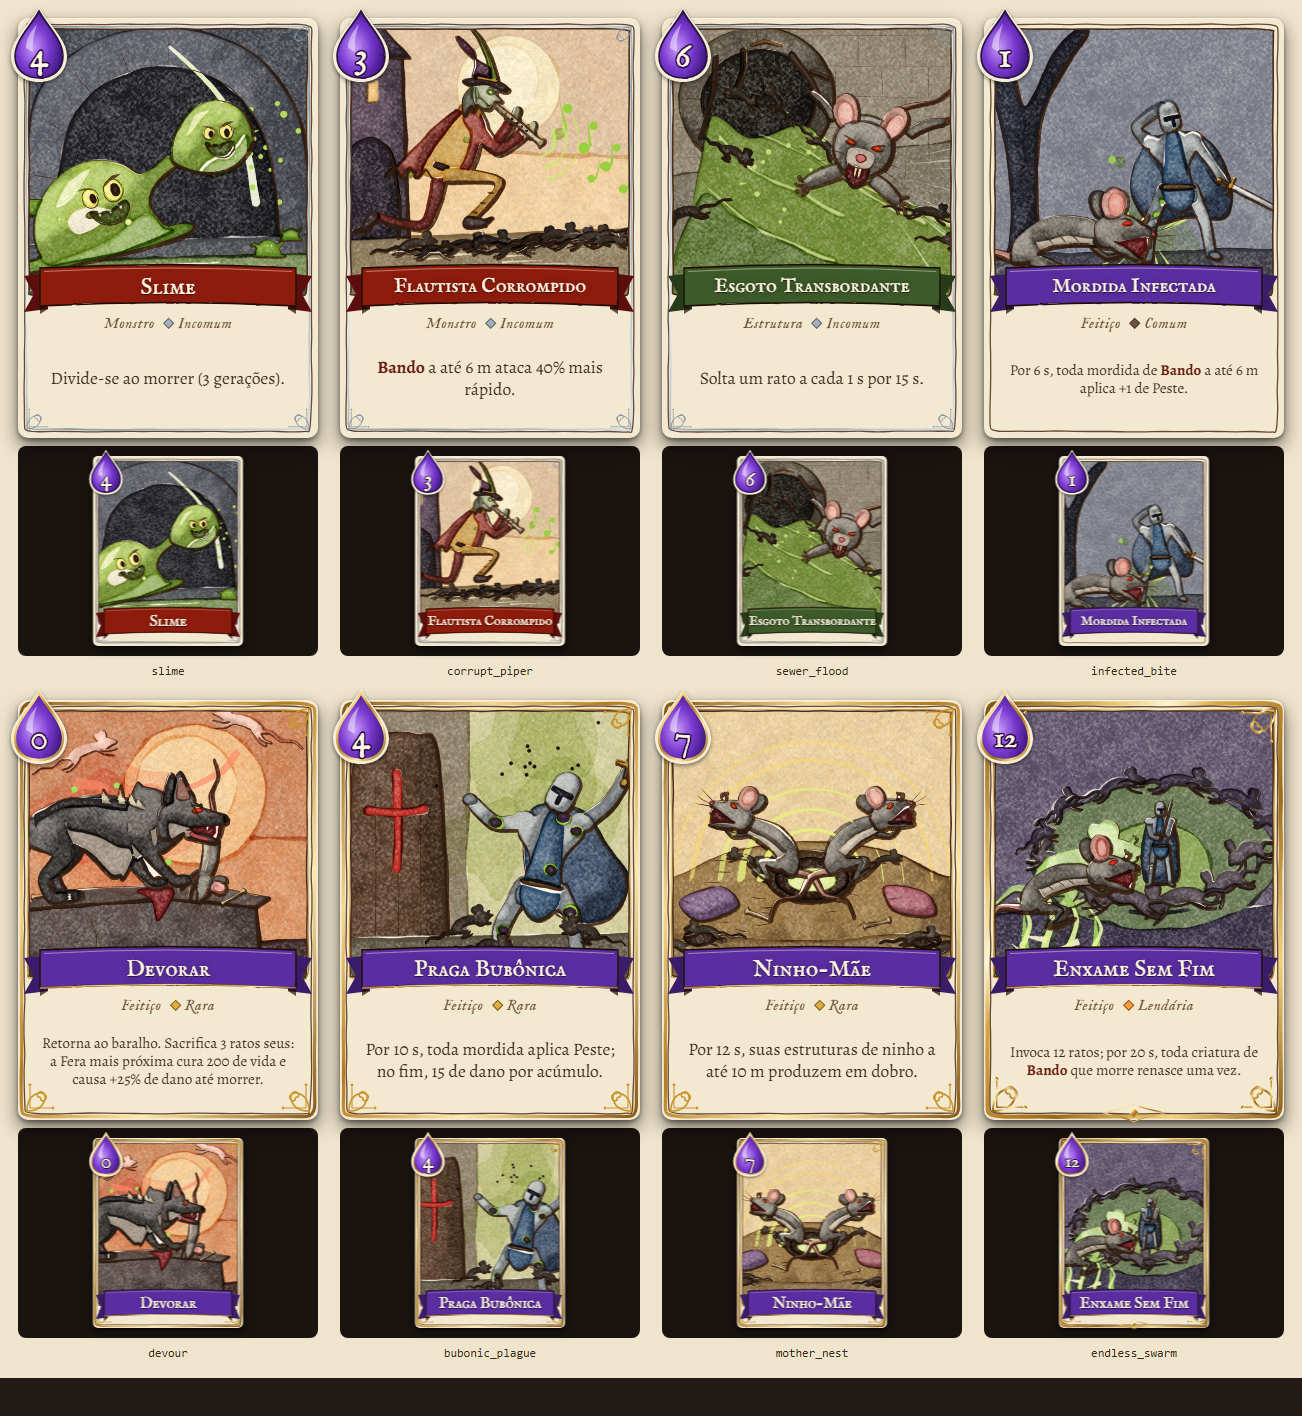 4
Slime
Monstro Incomum
Divide-se ao morrer (3 gerações).
3
Flautista Corrompido
Monstro Incomum
Bando a até 6 m ataca 40% mais
rápido.
6
Esgoto Transbordante
Estrutura Incomum
Solta um rato a cada 1 s por 15 s.
1
Mordida Infectada
Feitiço Comum
Por 6 s, toda mordida de Bando a até 6 m
aplica +1 de Peste.
4
Slime
slime
3
Flautista Corrompido
corrupt_piper
6
Esgoto Transbordante
sewer_flood
1
Mordida Infectada
infected_bite
0
Devorar
Feitiço Rara
Retorna ao baralho. Sacrifica 3 ratos seus:
a Fera mais próxima cura 200 de vida e
causa +25% de dano até morrer.
4
Praga Bubônica
Feitiço Rara
Por 10 s, toda mordida aplica Peste;
no fim, 15 de dano por acúmulo.
7
Ninho-Mãe
Feitiço Rara
Por 12 s, suas estruturas de ninho a
até 10 m produzem em dobro.
12
Enxame Sem Fim
Feitiço Lendária
Invoca 12 ratos; por 20 s, toda criatura de
Bando que morre renasce uma vez.
0
Devorar
devour
4
Praga Bubônica
bubonic_plague
7
Ninho-Mãe
mother_nest
12
Enxame Sem Fim
endless_swarm